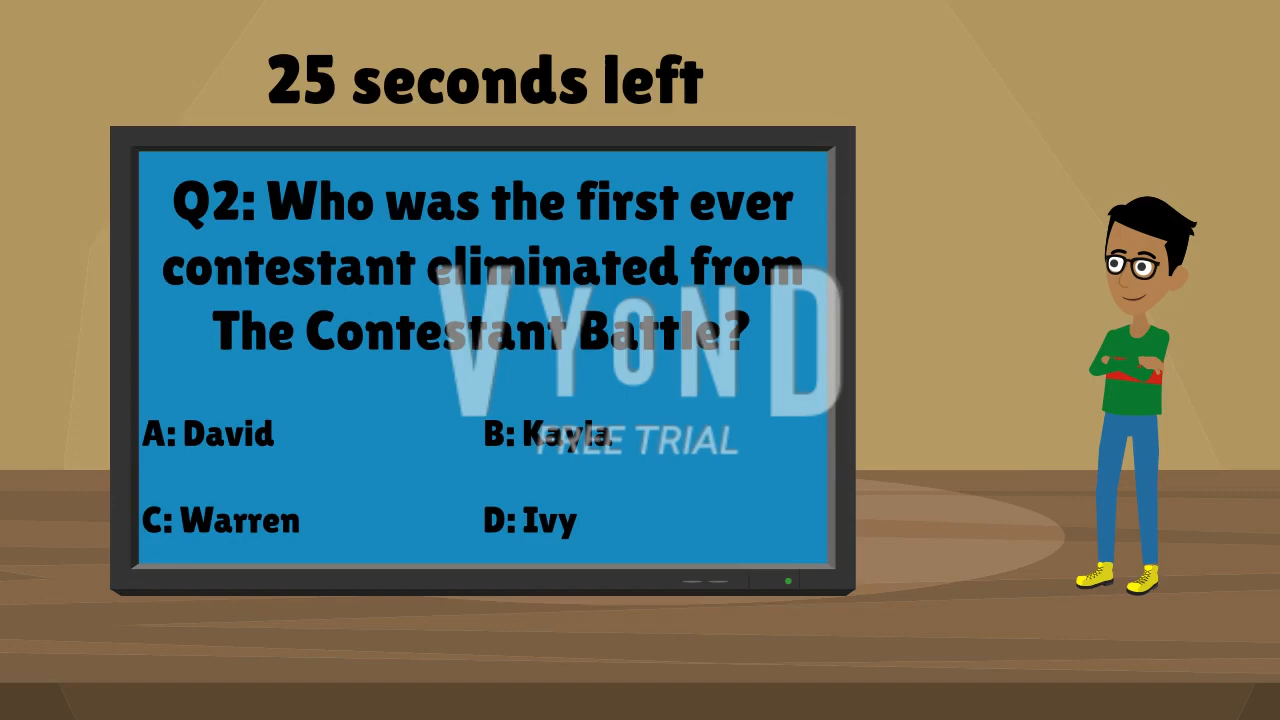 25 seconds left
Q2: Who was the first ever
contestant eliminated from
The Contestant Battle?
A: David
B: Kayla
C: Warren
D: Ivy
VYOND
FREE TRIAL